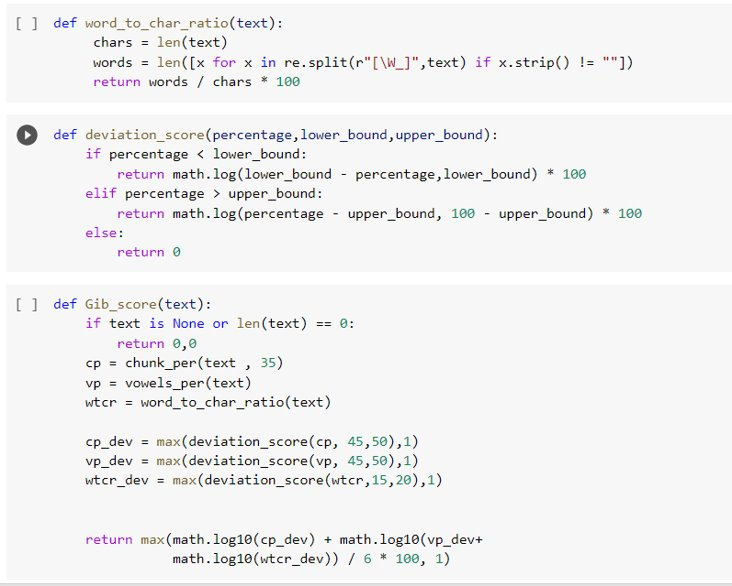 [ ] def word_to_char_ratio(text):
chars = len(text)
words = len([x for x in re.split(r"[\W_]",text) if x.strip() != ""])
return words / chars * 100
def deviation_score(percentage,lower_bound,upper_bound):
if percentage < lower_bound:
return math.log(lower_bound - percentage,lower_bound) * 100
elif percentage > upper_bound:
return math.log(percentage - upper_bound, 100 - upper_bound) * 100
else:
return 0
[ ] def Gib_score(text):
if text is None or len(text) == 0:
return 0,0
cp = chunk_per(text , 35)
vp = vowels_per(text)
wtcr = word_to_char_ratio(text)
cp_dev = max(deviation_score(cp, 45,50),1)
vp_dev = max(deviation_score(vp, 45,50),1)
wtcr_dev = max(deviation_score(wtcr,15,20),1)
return max(math.log10(cp_dev) + math.log10(vp_dev+
math.log10(wtcr_dev)) / 6 * 100, 1)